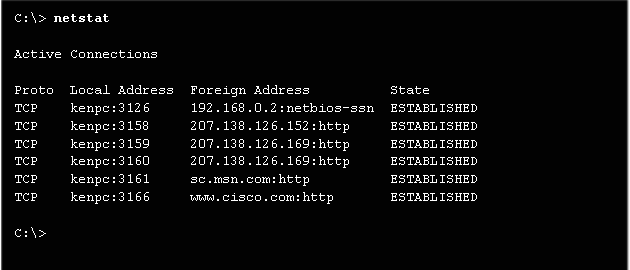 C:\> netstat
Active Connections
Proto  Local Address  Foreign Address  State
TCP  kenpc:3126  192.168.0.2:netbios-ssn  ESTABLISHED
TCP  kenpc:3158  207.138.126.152:http  ESTABLISHED
TCP  kenpc:3159  207.138.126.169:http  ESTABLISHED
TCP  kenpc:3160  207.138.126.169:http  ESTABLISHED
TCP  kenpc:3161  sc.msn.com:http  ESTABLISHED
TCP  kenpc:3166  www.cisco.com:http  ESTABLISHED
C:\>